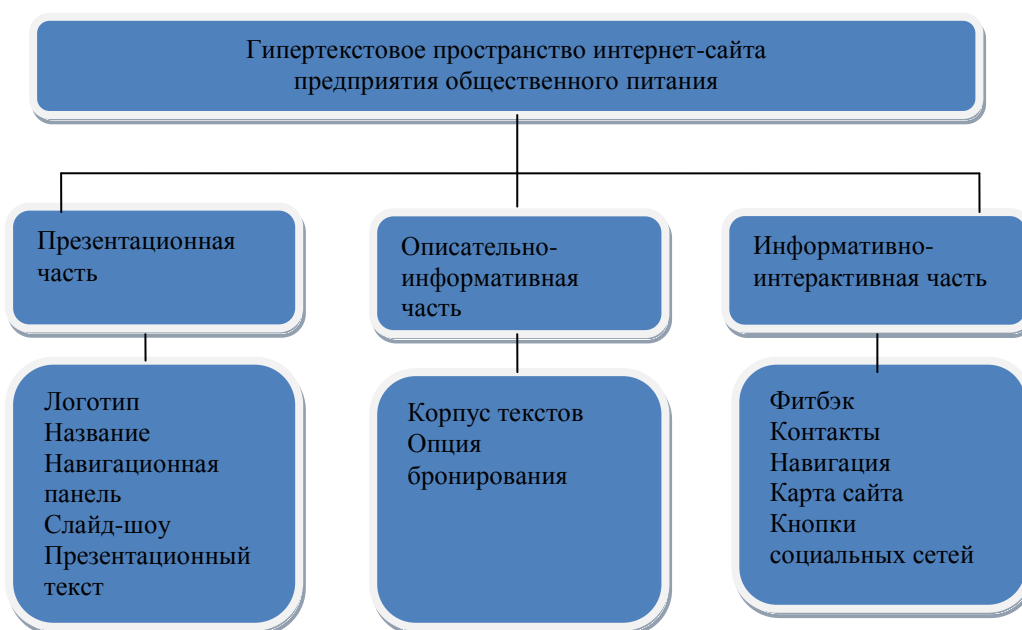 Гипертекстовое пространство интернет-сайта
предприятия общественного питания
Презентационная
часть
Описательно-
информативная
часть
Информативно-
интерактивная часть
Логотип
Название
Навигационная
панель
Слайд-шоу
Презентационный
текст
Корпус текстов
Опция
бронирования
Фитбэк
Контакты
Навигация
Карта сайта
Кнопки
социальных сетей